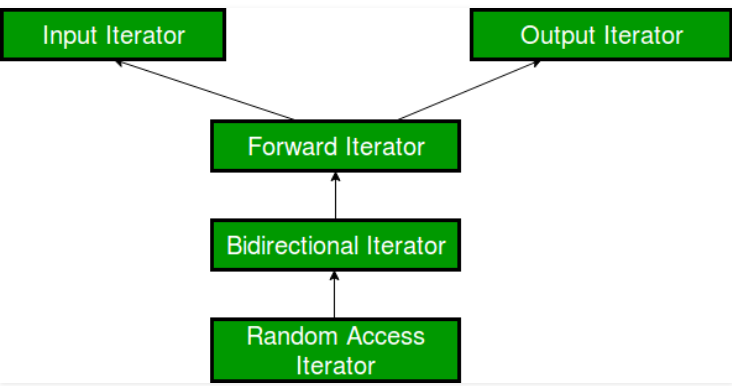 Input Iterator
Output Iterator
Forward Iterator
Bidirectional Iterator
Random Access
Iterator